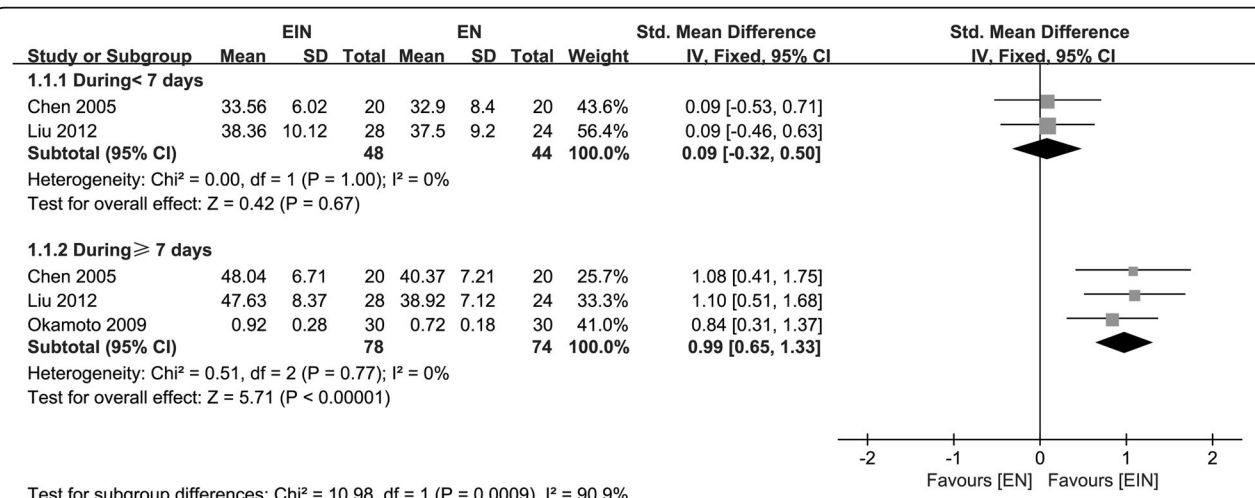 EIN EN Std. Mean Difference Std. Mean Difference
Study or Subgroup Mean SD Total Mean SD Total Weight IV, Fixed, 95% CI IV, Fixed, 95% CI
1.1.1 During< 7 days
Chen 2005 33.56 6.02 20 32.9 8.4 20 43.6% 0.09 [-0.53, 0.71]
Liu 2012 38.36 10.12 28 37.5 9.2 24 56.4% 0.09 [-0.46, 0.63]
Subtotal (95% CI) 48 44 100.0% 0.09 [-0.32, 0.50]
Heterogeneity: Chi² = 0.00, df = 1 (P = 1.00); I² = 0%
Test for overall effect: Z = 0.42 (P = 0.67)
1.1.2 During⩾ 7 days
Chen 2005 48.04 6.71 20 40.37 7.21 20 25.7% 1.08 [0.41, 1.75]
Liu 2012 47.63 8.37 28 38.92 7.12 24 33.3% 1.10 [0.51, 1.68]
Okamoto 2009 0.92 0.28 30 0.72 0.18 30 41.0% 0.84 [0.31, 1.37]
Subtotal (95% CI) 78 74 100.0% 0.99 [0.65, 1.33]
Heterogeneity: Chi² = 0.51, df = 2 (P = 0.77); I² = 0%
Test for overall effect: Z = 5.71 (P < 0.00001)
-2 -1 0 1 2
Favours [EN] Favours [EIN]
Test for subgroup differences: Chi² = 10.98, df = 1 (P = 0.0009), I² = 90.9%